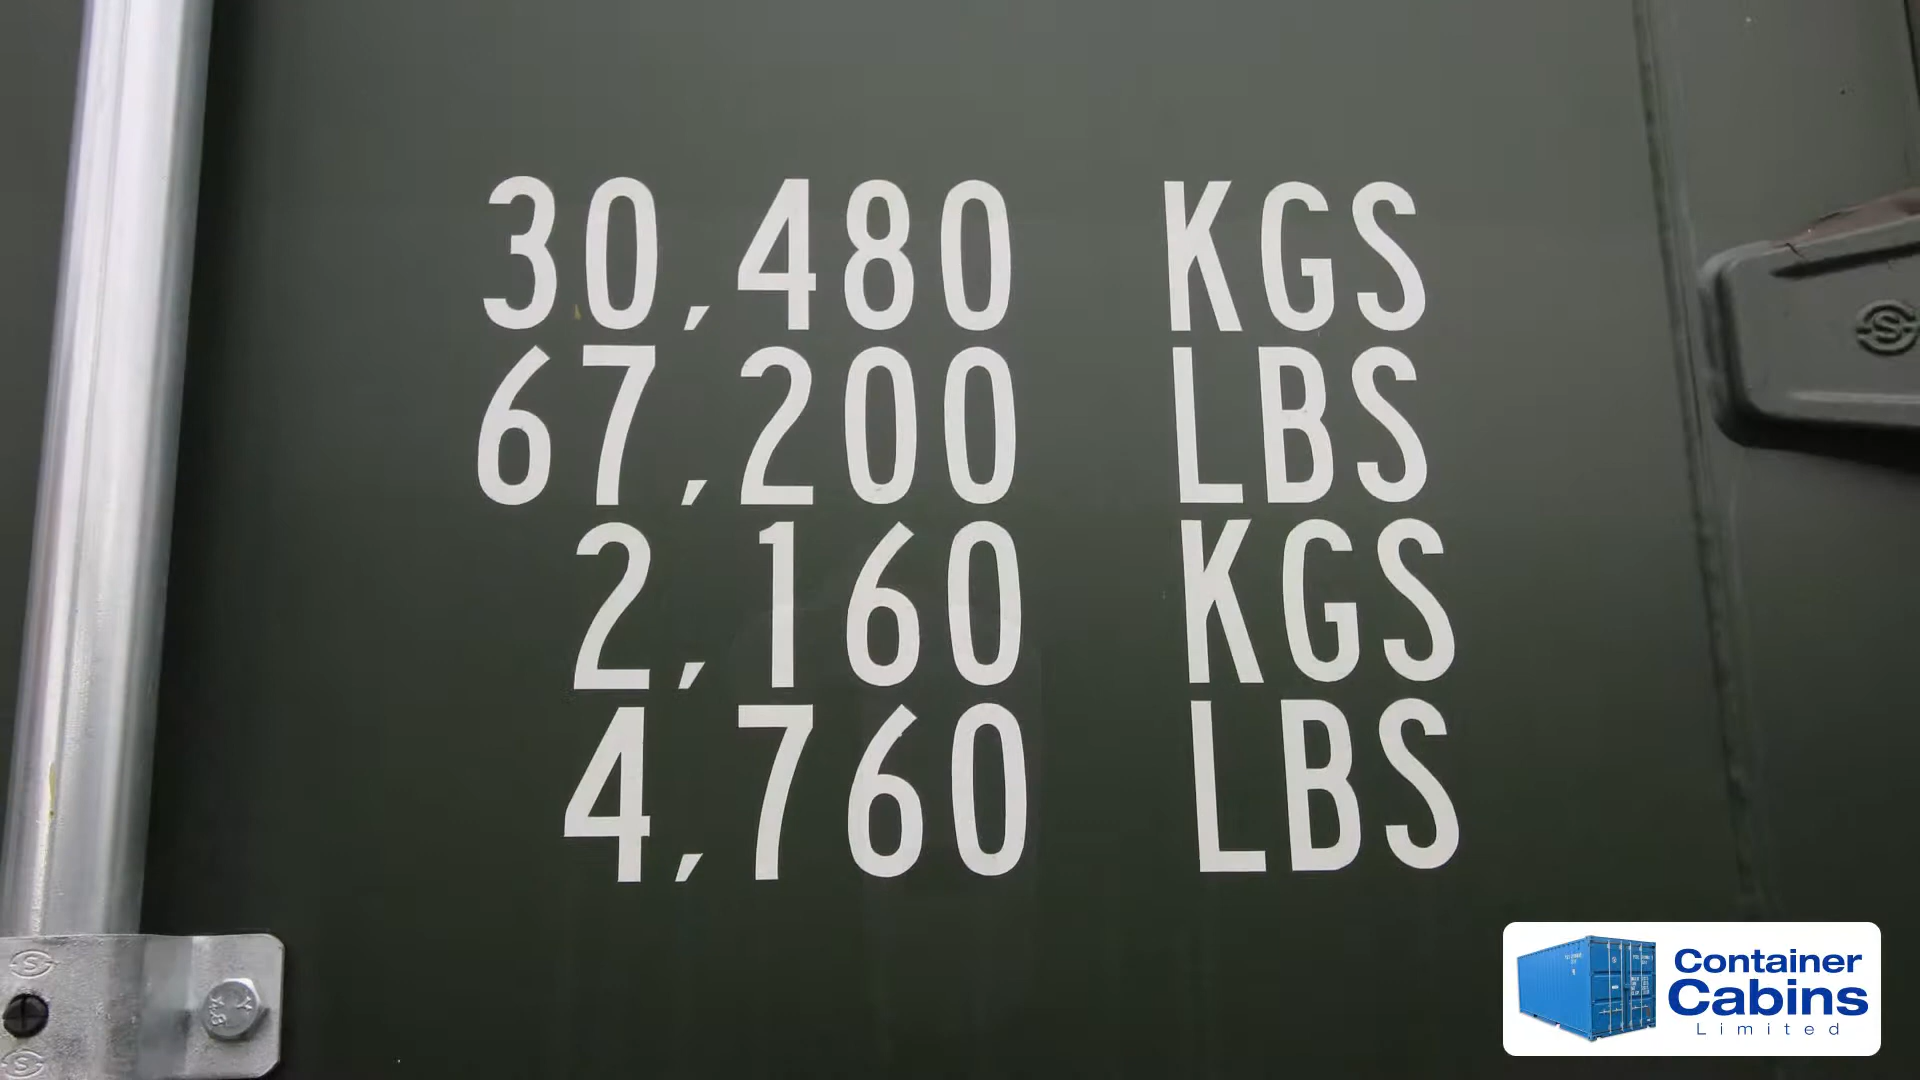 30,480 KGS
67,200 LBS
2,160 KGS
4,760 LBS
Container
Cabins
Limited